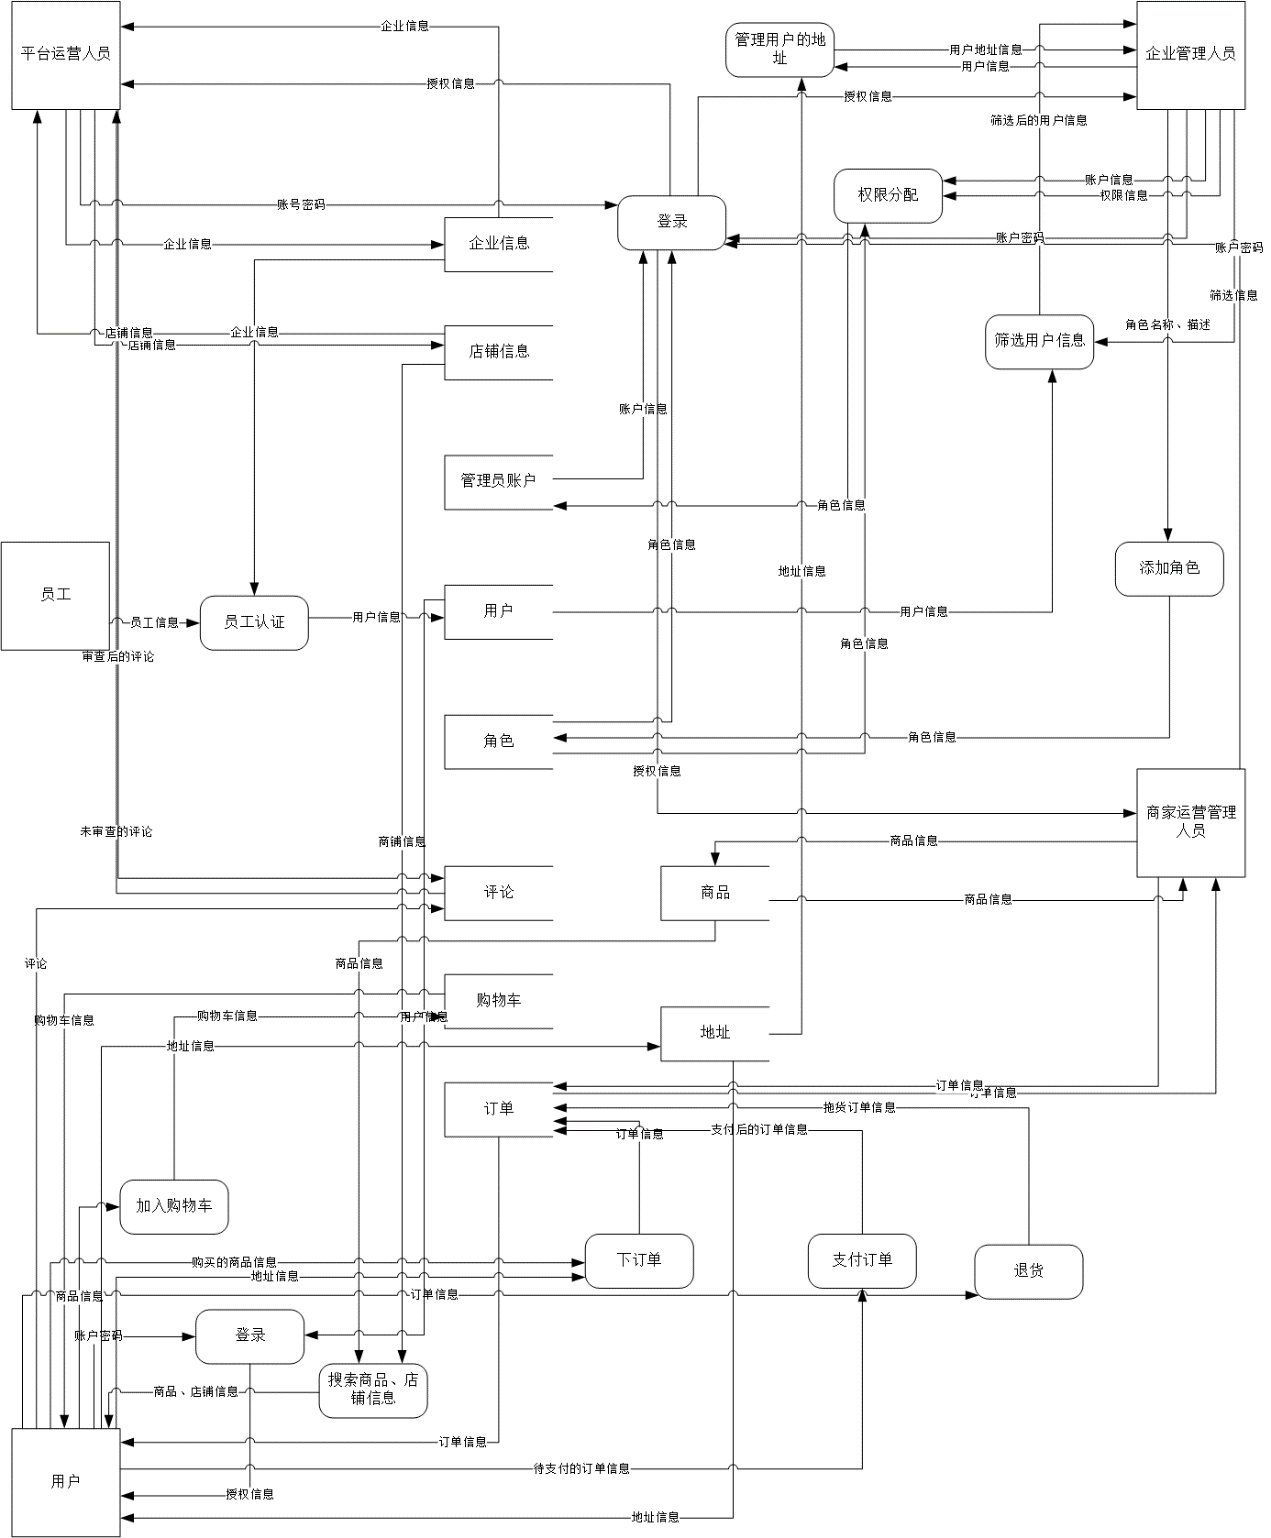 企业信息
平台运营人员
管理用户的地
址
用户地址信息
企业管理人员
用户信息
授权信息
授权信息
筛选后的用户信息
账户信息
权限分配
权限信息
账号密码
登录
企业信息
企业信息
账户密码
账户密码
筛选信息
角色名称、描述
店铺信息
企业信息
店铺信息
店铺信息
筛选用户信息
账户信息
管理员账户
角色信息
角色信息
地址信息
添加角色
员工
用户
用户信息
员工信息
员工认证
用户信息
角色信息
审查后的评论
角色
角色信息
授权信息
商家运营管理
人员
未审查的评论
商铺信息
商品信息
评论
商品
商品信息
评论
商品信息
购物车
购物车信息
购物车信息
用户信息
地址
地址信息
订单信息
订单信息
订单
拖货订单信息
支付后的订单信息
订单信息
加入购物车
购买的商品信息
下订单
支付订单
退货
地址信息
商品信息
订单信息
账户密码
登录
搜索商品、店
铺信息
商品、店铺信息
订单信息
待支付的订单信息
用户
授权信息
地址信息